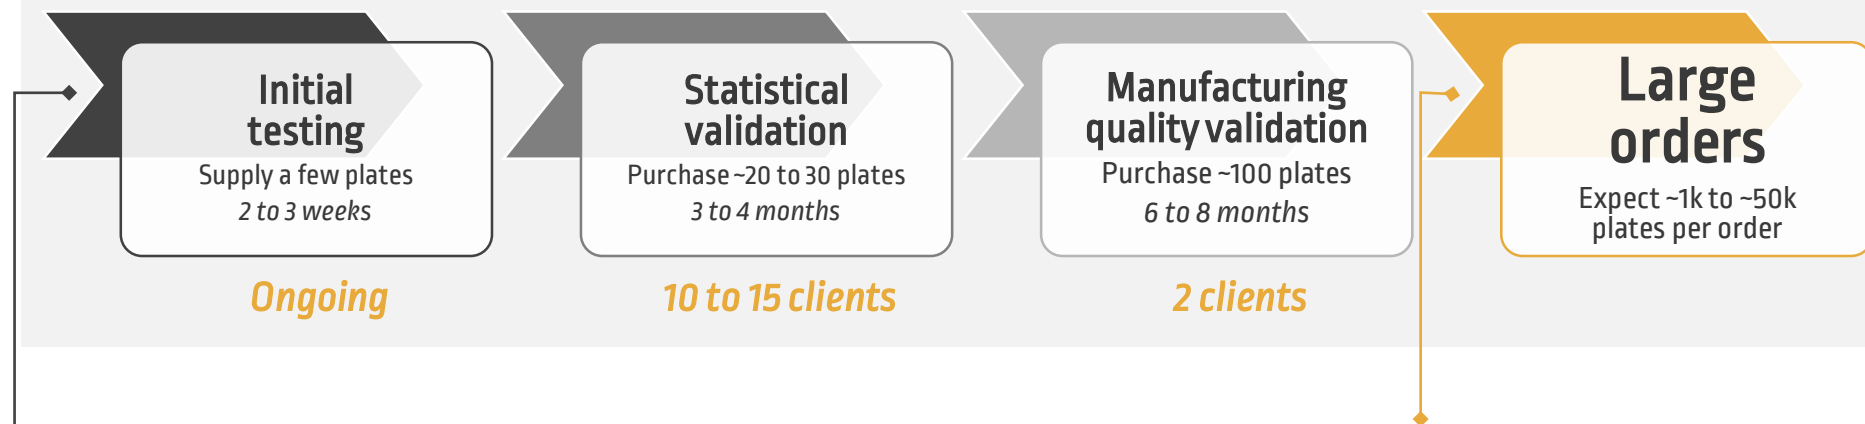 Initial
testing
Supply a few plates
2 to 3 weeks
Ongoing
Statistical
validation
Purchase ~20 to 30 plates
3 to 4 months
10 to 15 clients
Manufacturing
quality validation
Purchase ~100 plates
6 to 8 months
2 clients
Large
orders
Expect ~1k to ~50k
plates per order